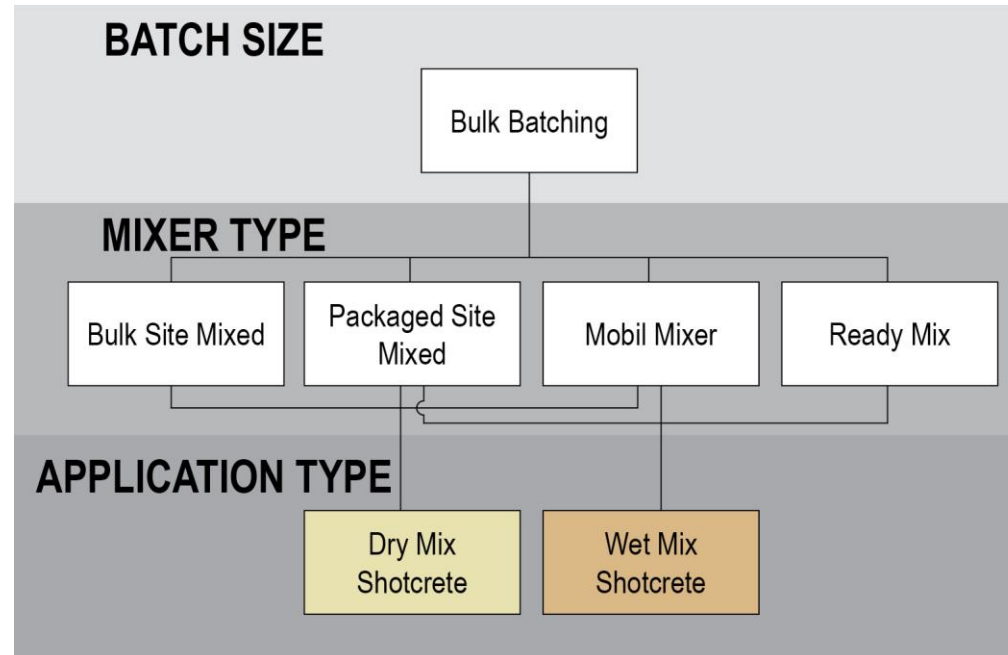 BATCH SIZE
Bulk Batching
MIXER TYPE
Bulk Site Mixed
Packaged Site
Mixed
Mobil Mixer
Ready Mix
APPLICATION TYPE
Dry Mix
Shotcrete
Wet Mix
Shotcrete